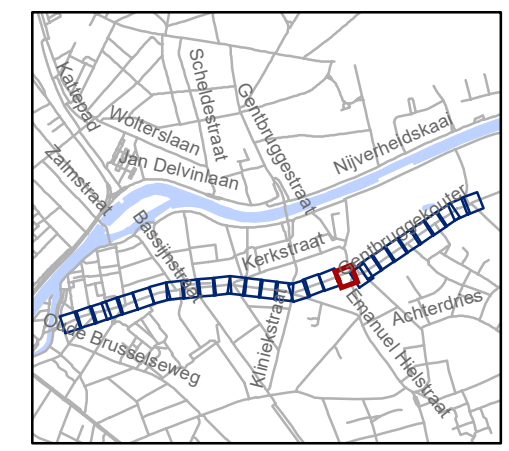 Kattepad
Scheldestraat
Gentbruggestraat
Wolterslaan
Nijverheidskaai
Zalmstraat
Jan Delvinlaan
Bassijnstraat
Kerkstraat
Gentbruggekouter
Oude Brusselseweg
Kliniekstraat
Emanuel Hielstraat
Achterdries